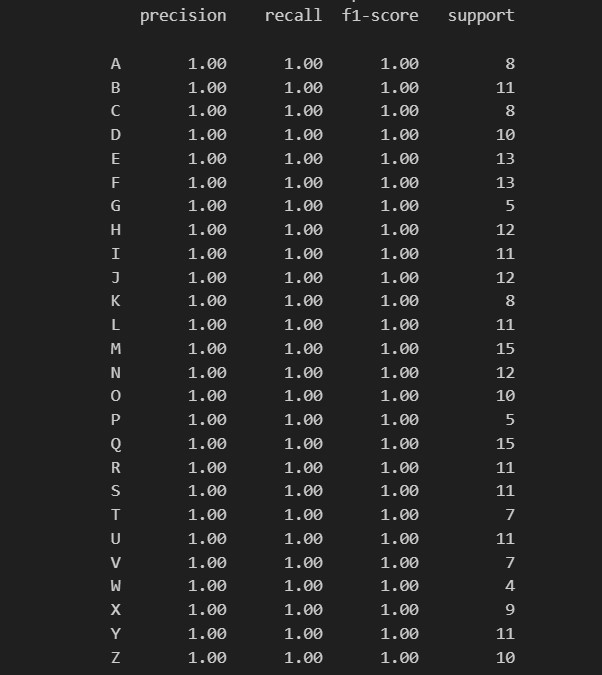 precision recall f1-score support
A 1.00 1.00 1.00 8
B 1.00 1.00 1.00 11
C 1.00 1.00 1.00 8
D 1.00 1.00 1.00 10
E 1.00 1.00 1.00 13
F 1.00 1.00 1.00 13
G 1.00 1.00 1.00 5
H 1.00 1.00 1.00 12
I 1.00 1.00 1.00 11
J 1.00 1.00 1.00 12
K 1.00 1.00 1.00 8
L 1.00 1.00 1.00 11
M 1.00 1.00 1.00 15
N 1.00 1.00 1.00 12
O 1.00 1.00 1.00 10
P 1.00 1.00 1.00 5
Q 1.00 1.00 1.00 15
R 1.00 1.00 1.00 11
S 1.00 1.00 1.00 11
T 1.00 1.00 1.00 7
U 1.00 1.00 1.00 11
V 1.00 1.00 1.00 7
W 1.00 1.00 1.00 4
X 1.00 1.00 1.00 9
Y 1.00 1.00 1.00 11
Z 1.00 1.00 1.00 10